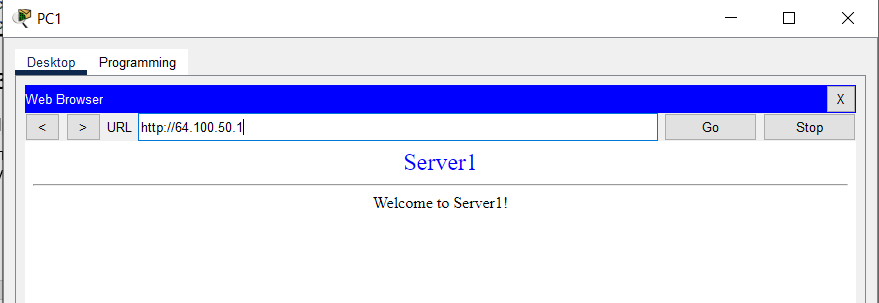 PC1
Desktop Programming
Web Browser X
< > URL http://64.100.50.1 Go Stop
Server1
Welcome to Server1!